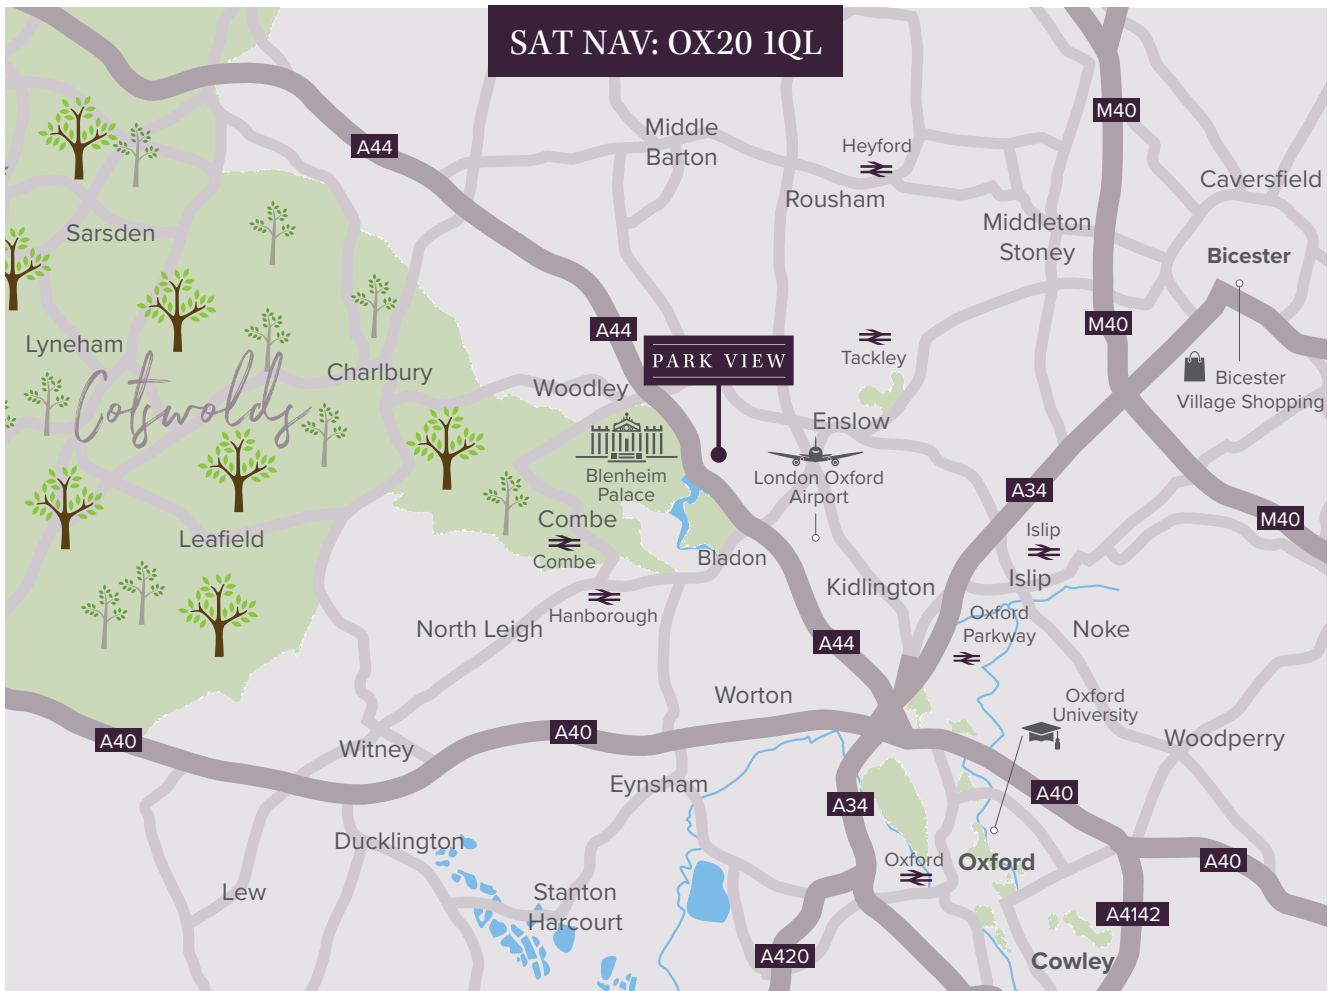 SAT NAV: OX20 1QL
M40
A44
Middle
Barton
Heyford
Caversfield
Rousham
Sarsden
Middleton
Stoney
Bicester
A44
M40
Lyneham
PARK VIEW
Tackley
Charlbury
Woodley
Bicester
Village Shopping
Cotswolds
Enslow
Blenheim
Palace
London Oxford
Airport
A34
M40
Combe
Islip
Leafield
Combe
Bladon
Islip
Kidlington
Hanborough
North Leigh
Oxford
Parkway
Noke
A44
Worton
Oxford
University
A40
A40
Witney
Woodperry
Eynsham
A40
A34
Ducklington
Oxford
Oxford
A40
Lew
Stanton
Harcourt
A4142
A420
Cowley